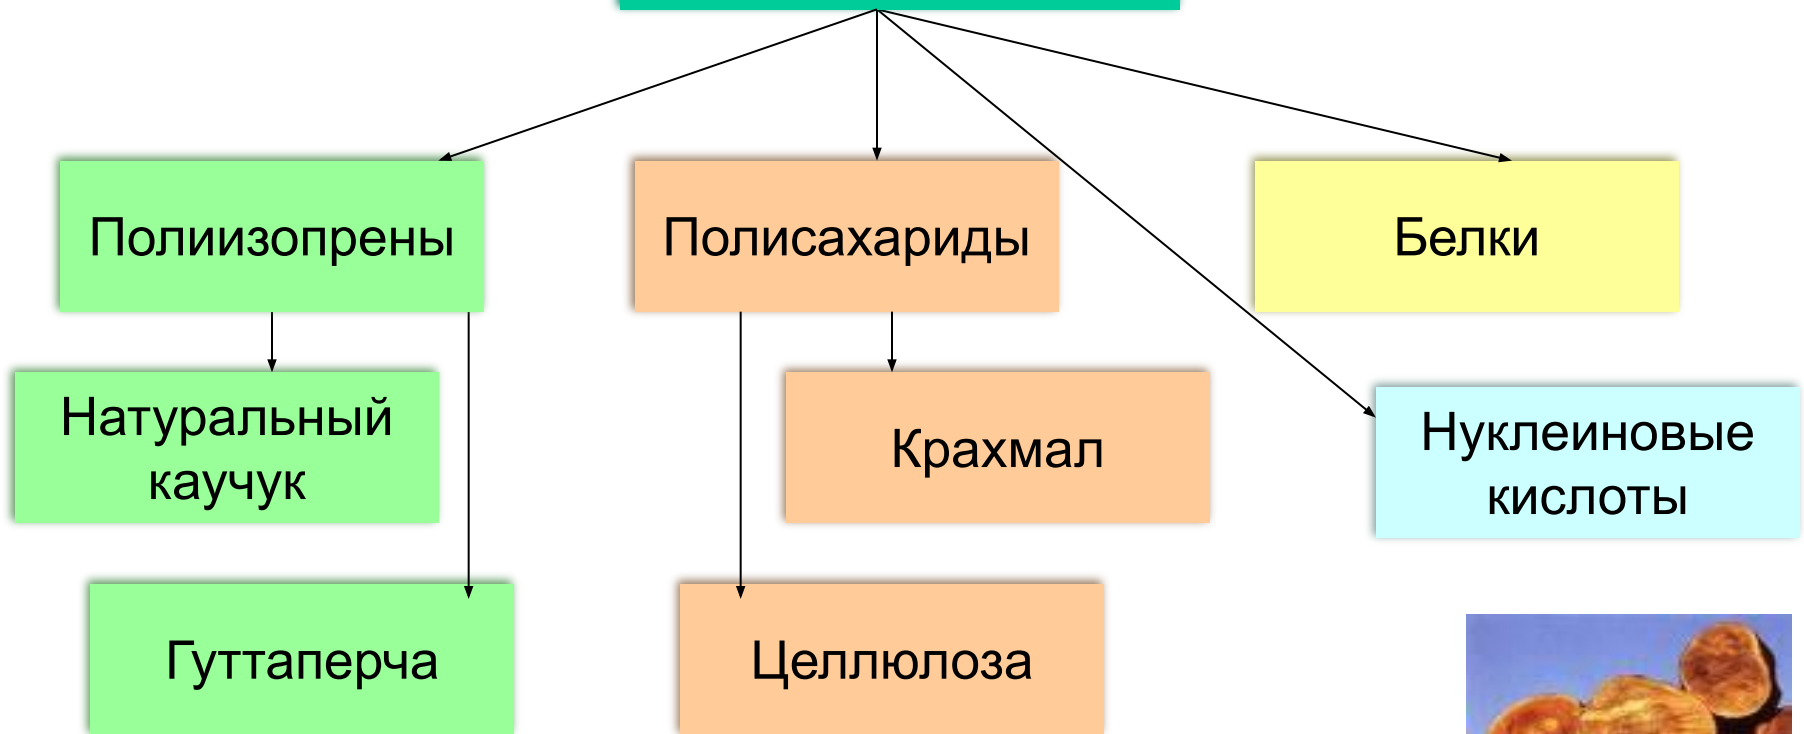 Полиизопрены
Полисахариды
Белки
Натуральный
каучук
Крахмал
Нуклеиновые
кислоты
Гуттаперча
Целлюлоза